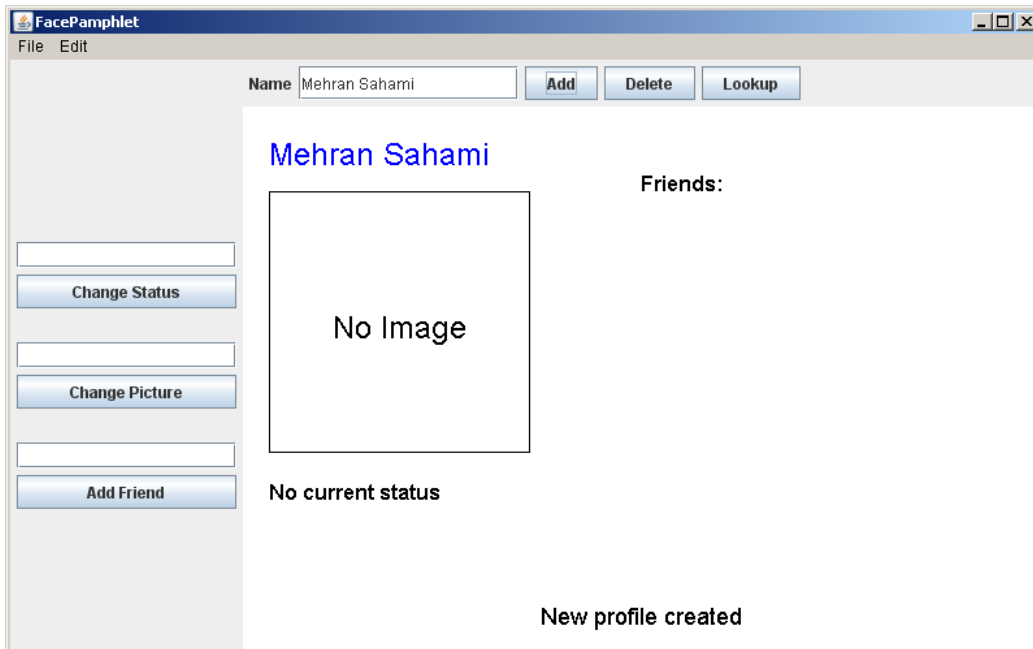 FacePamphlet
File Edit
Name Mehran Sahami Add Delete Lookup
Mehran Sahami
Friends:
Change Status
No Image
Change Picture
Add Friend
No current status
New profile created